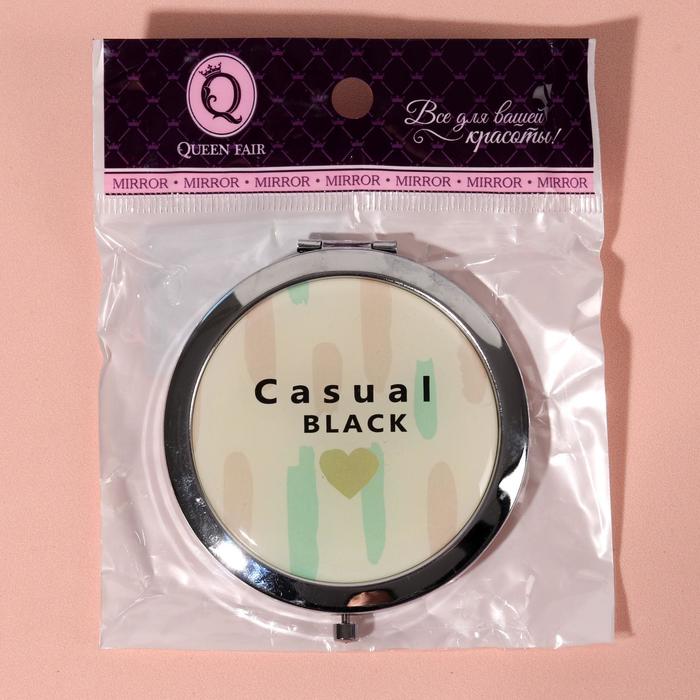 Q
QUEEN FAIR
Все для вашей
красоты!
MIRROR • MIRROR • MIRROR • MIRROR • MIRROR • MIRROR • MIRROR
Casual
BLACK